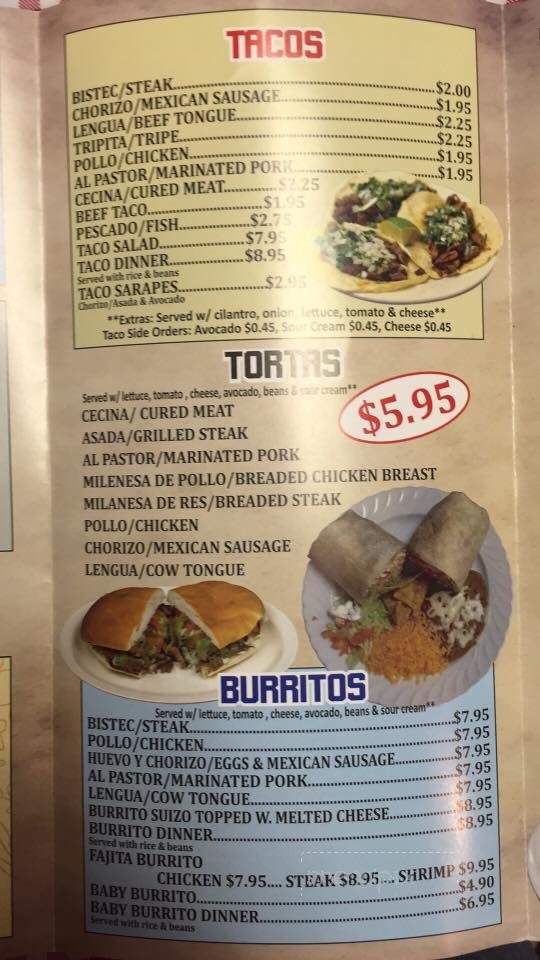 TACOS
BISTEC/STEAK....$2.00
CHORIZO/MEXICAN SAUSAGE....$1.95
LENGUA/BEEF TONGUE....$2.25
TRIPITA/TRIPE....$2.25
POLLO/CHICKEN....$1.95
AL PASTOR/MARINATED PORK....$1.95
CECINA/CURED MEAT....$2.25
BEEF TACO....$1.95
PESCADO/FISH....$2.75
TACO SALAD....$7.95
TACO DINNER....$8.95
Served with rice & beans
TACO SARAPES....$2.95
Chorizo/Asada & Avocado
**Extras: Served w/ cilantro, onion, lettuce, tomato & cheese**
Taco Side Orders: Avocado $0.45, Sour Cream $0.45, Cheese $0.45
TORTAS
Served w/ lettuce, tomato , cheese, avocado, beans & sour cream**
$5.95
CECINA/ CURED MEAT
ASADA/GRILLED STEAK
AL PASTOR/MARINATED PORK
MILENESA DE POLLO/BREADED CHICKEN BREAST
MILANESA DE RES/BREADED STEAK
POLLO/CHICKEN
CHORIZO/MEXICAN SAUSAGE
LENGUA/COW TONGUE
BURRITOS
Served w/ lettuce, tomato , cheese, avocado, beans & sour cream**
BISTEC/STEAK....$7.95
POLLO/CHICKEN....$7.95
HUEVO Y CHORIZO/EGGS & MEXICAN SAUSAGE....$7.95
AL PASTOR/MARINATED PORK....$7.95
LENGUA/COW TONGUE....$7.95
BURRITO SUIZO TOPPED W. MELTED CHEESE....$8.95
BURRITO DINNER....$8.95
Served with rice & beans
FAJITA BURRITO
CHICKEN $7.95.... STEAK $8.95.... SHRIMP $9.95
BABY BURRITO....$4.90
BABY BURRITO DINNER....$6.95
Served with rice & beans